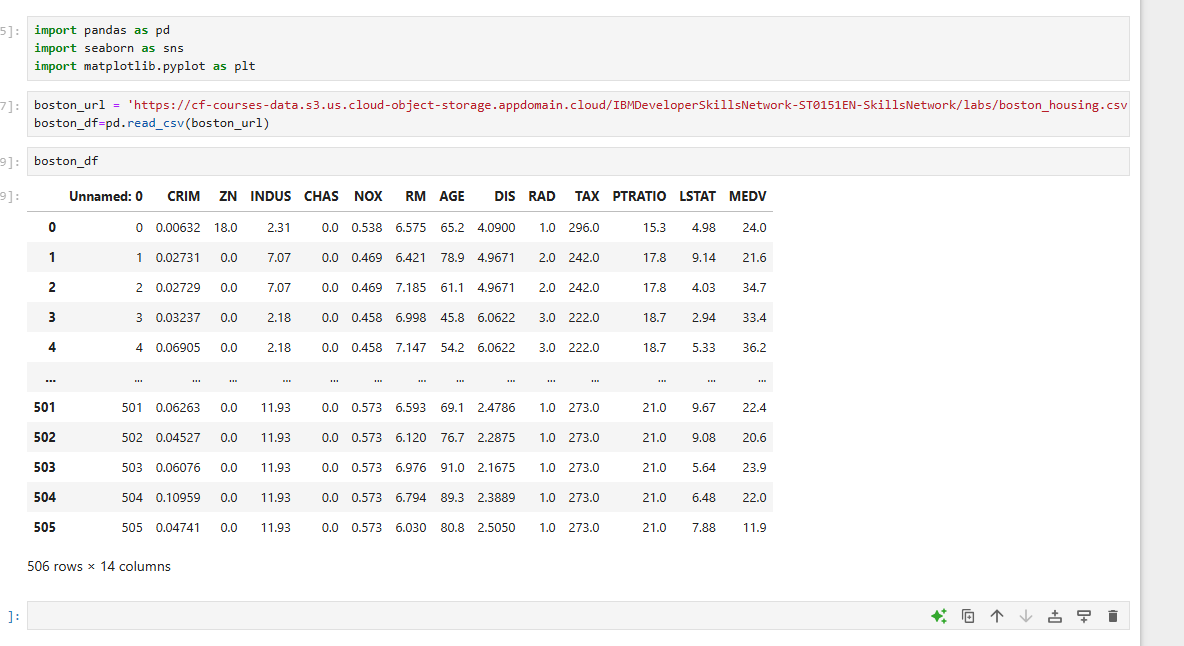 5]:
import pandas as pd
import seaborn as sns
import matplotlib.pyplot as plt
7]:
boston_url = 'https://cf-courses-data.s3.us.cloud-object-storage.appdomain.cloud/IBMDeveloperSkillsNetwork-ST0151EN-SkillsNetwork/labs/boston_housing.csv
boston_df=pd.read_csv(boston_url)
9]:
boston_df
9]:
Unnamed: 0 CRIM ZN INDUS CHAS NOX RM AGE DIS RAD TAX PTRATIO LSTAT MEDV
0 0 0.00632 18.0 2.31 0.0 0.538 6.575 65.2 4.0900 1.0 296.0 15.3 4.98 24.0
1 1 0.02731 0.0 7.07 0.0 0.469 6.421 78.9 4.9671 2.0 242.0 17.8 9.14 21.6
2 2 0.02729 0.0 7.07 0.0 0.469 7.185 61.1 4.9671 2.0 242.0 17.8 4.03 34.7
3 3 0.03237 0.0 2.18 0.0 0.458 6.998 45.8 6.0622 3.0 222.0 18.7 2.94 33.4
4 4 0.06905 0.0 2.18 0.0 0.458 7.147 54.2 6.0622 3.0 222.0 18.7 5.33 36.2
... ... ... ... ... ... ... ... ... ... ... ... ... ... ...
501 501 0.06263 0.0 11.93 0.0 0.573 6.593 69.1 2.4786 1.0 273.0 21.0 9.67 22.4
502 502 0.04527 0.0 11.93 0.0 0.573 6.120 76.7 2.2875 1.0 273.0 21.0 9.08 20.6
503 503 0.06076 0.0 11.93 0.0 0.573 6.976 91.0 2.1675 1.0 273.0 21.0 5.64 23.9
504 504 0.10959 0.0 11.93 0.0 0.573 6.794 89.3 2.3889 1.0 273.0 21.0 6.48 22.0
505 505 0.04741 0.0 11.93 0.0 0.573 6.030 80.8 2.5050 1.0 273.0 21.0 7.88 11.9
506 rows × 14 columns
]: